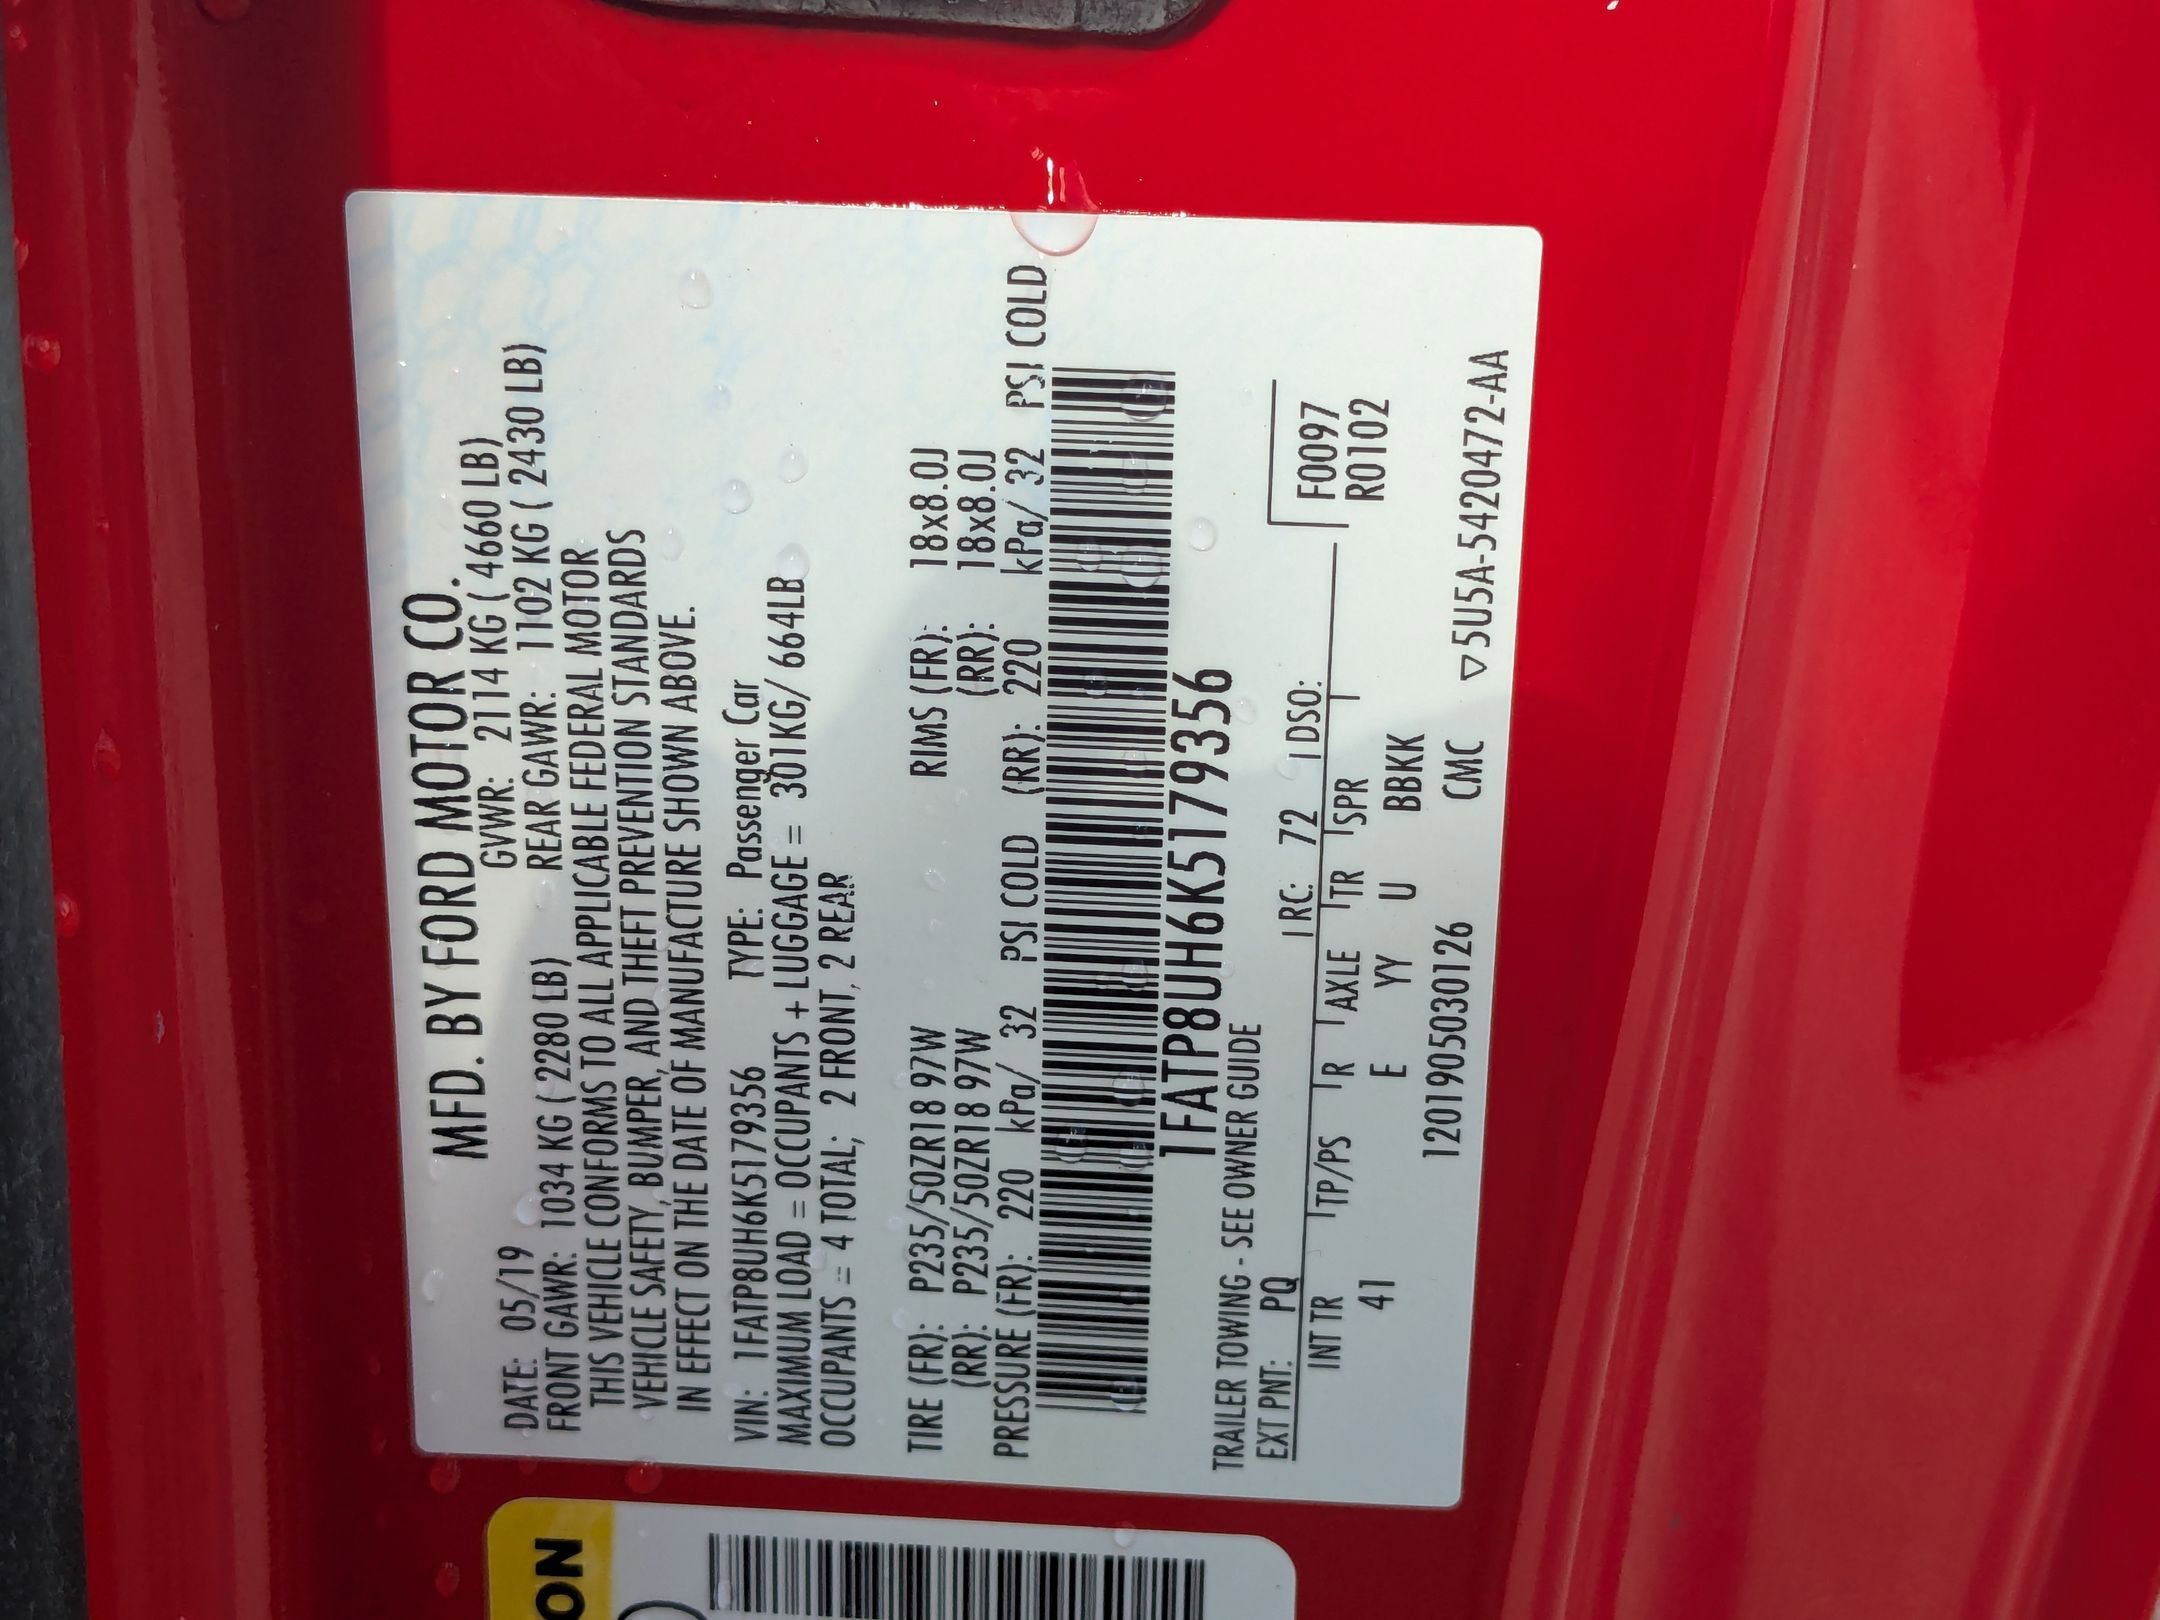 MFD. BY FORD MOTOR CO.
DATE: 05/19 GVWR: 2114 KG ( 4660 LB)
FRONT GAWR: 1034 KG ( 2280 LB) REAR GAWR: 1102 KG ( 2430 LB)
THIS VEHICLE CONFORMS TO ALL APPLICABLE FEDERAL MOTOR
VEHICLE SAFETY, BUMPER, AND THEFT PREVENTION STANDARDS
IN EFFECT ON THE DATE OF MANUFACTURE SHOWN ABOVE.
VIN: 1FATP8UH6K5179356 TYPE: Passenger Car
MAXIMUM LOAD = OCCUPANTS + LUGGAGE = 301KG/ 664LB
OCCUPANTS = 4 TOTAL; 2 FRONT, 2 REAR
TIRE (FR): P235/50ZR18 97W RIMS (FR): 18x8.0J
(RR): P235/50ZR18 97W (RR): 18x8.0J
PRESSURE (FR): 220 kPa/ 32 PSI COLD (RR): 220 kPa/ 32 PSI COLD
1FATP8UH6K5179356
TRAILER TOWING - SEE OWNER GUIDE
EXT PNT: PQ RC: 72 DSO: F0097
INT TR TP/PS R AXLE TR SPR R0102
41 E YY U BBKK
1201905030126 CMC ▽5U5A-5420472-AA
ON